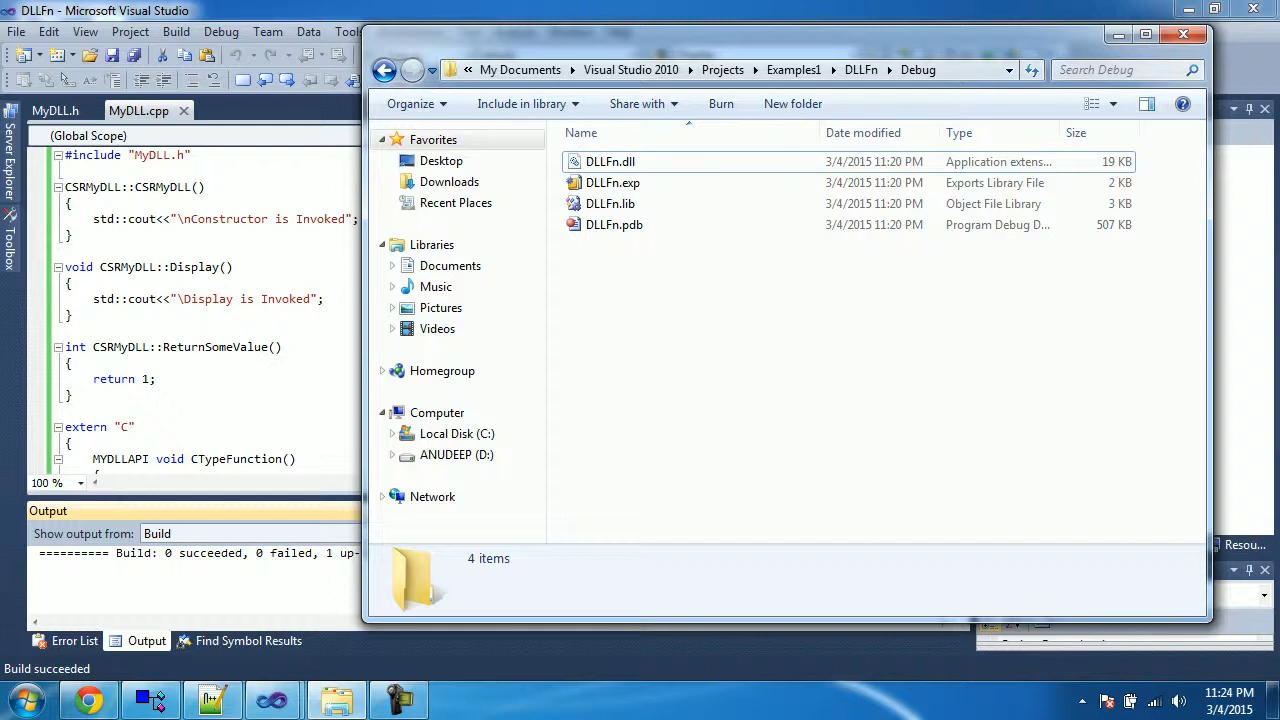 DLLFn - Microsoft Visual Studio
File Edit View Project Build Debug Team Data Tools
MyDLL.h MyDLL.cpp
(Global Scope)
#include "MyDLL.h"
CSRMyDLL::CSRMyDLL()
{
std::cout<<"\nConstructor is Invoked";
}
void CSRMyDLL::Display()
{
std::cout<<"\Display is Invoked";
}
int CSRMyDLL::ReturnSomeValue()
{
return 1;
}
extern "C"
{
MYDLLAPI void CTypeFunction()
100 %
Output
Show output from: Build
========== Build: 0 succeeded, 0 failed, 1 up-
Error List Output Find Symbol Results
Build succeeded
Server Explorer
Toolbox
« My Documents Visual Studio 2010 Projects Examples1 DLLFn Debug
Search Debug
Organize Include in library Share with Burn New folder
Favorites
Desktop
Downloads
Recent Places
Libraries
Documents
Music
Pictures
Videos
Homegroup
Computer
Local Disk (C:)
ANUDEEP (D:)
Network
Name Date modified Type Size
DLLFn.dll 3/4/2015 11:20 PM Application extens... 19 KB
DLLFn.exp 3/4/2015 11:20 PM Exports Library File 2 KB
DLLFn.lib 3/4/2015 11:20 PM Object File Library 3 KB
DLLFn.pdb 3/4/2015 11:20 PM Program Debug D... 507 KB
4 items
Resou...
11:24 PM
3/4/2015